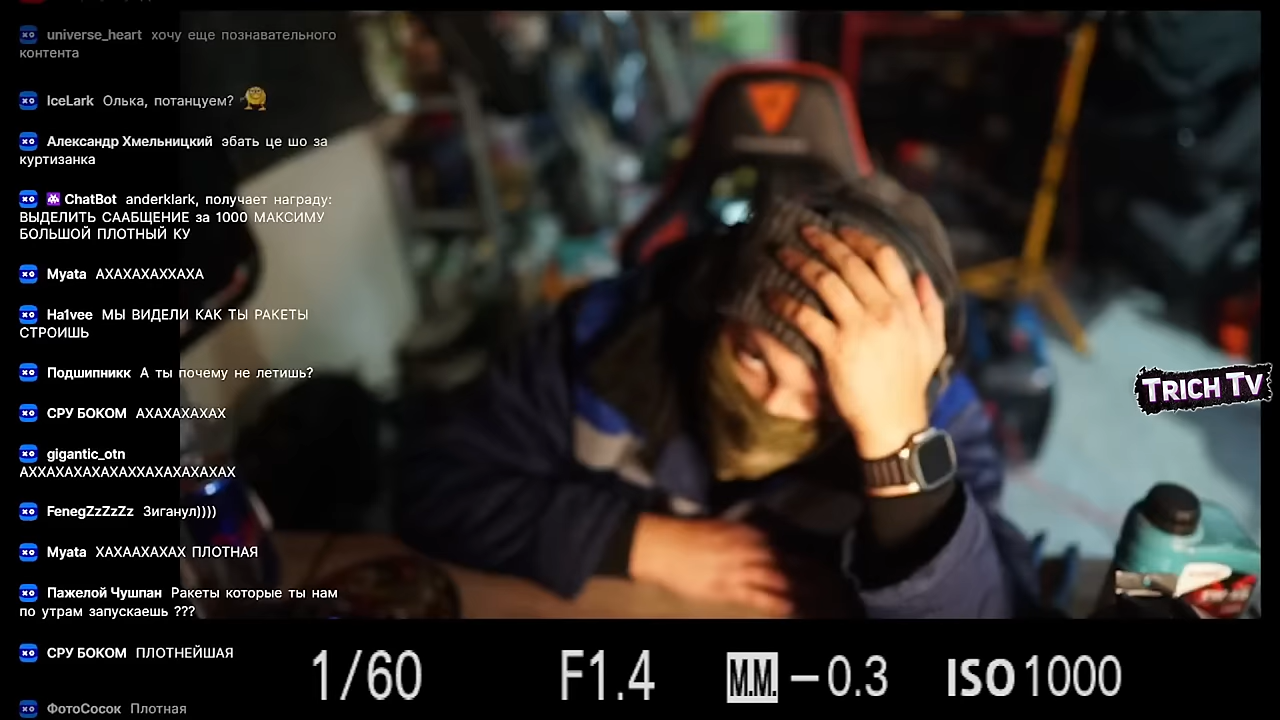 universe_heart хочу еще познавательного
контента
IceLark Олька, потанцуем?
Александр Хмельницкий эбать це шо за
куртизанка
ChatBot anderklark, получает награду:
ВЫДЕЛИТЬ СААБЩЕНИЕ за 1000 МАКСИМУ
БОЛЬШОЙ ПЛОТНЫЙ КУ
Myata АХАХАХАХХАХА
Ha1vee МЫ ВИДЕЛИ КАК ТЫ РАКЕТЫ
СТРОИШЬ
Подшипникк А ты почему не летишь?
СРУ БОКОМ АХАХАХАХАХ
gigantic_otn
АХХАХАХАХАХАХХАХАХАХАХАХ
FenegZzZzZz Зиганул))))
Myata ХАХААХАХАХ ПЛОТНАЯ
Пажелой Чушпан Ракеты которые ты нам
по утрам запускаешь ???
СРУ БОКОМ ПЛОТНЕЙШАЯ
ФотоСосок Плотная
TRICH TV
1/60 F1.4 M.M. −0.3 ISO 1000